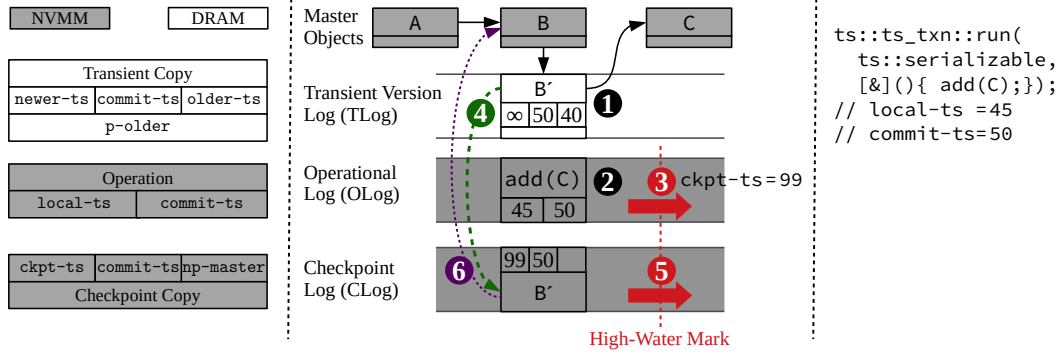 NVMM
DRAM
Transient Copy
newer-ts commit-ts older-ts
p-older
Operation
local-ts commit-ts
ckpt-ts commit-ts np-master
Checkpoint Copy
Master
Objects
A
B
C
Transient Version
Log (TLog)
B´
∞ 50 40
1
4
Operational
Log (OLog)
add(C)
45 50
2
3
ckpt-ts=99
Checkpoint
Log (CLog)
99 50
B´
6
5
High-Water Mark
ts::ts_txn::run(
ts::serializable,
[&](){ add(C);});
// local-ts =45
// commit-ts=50